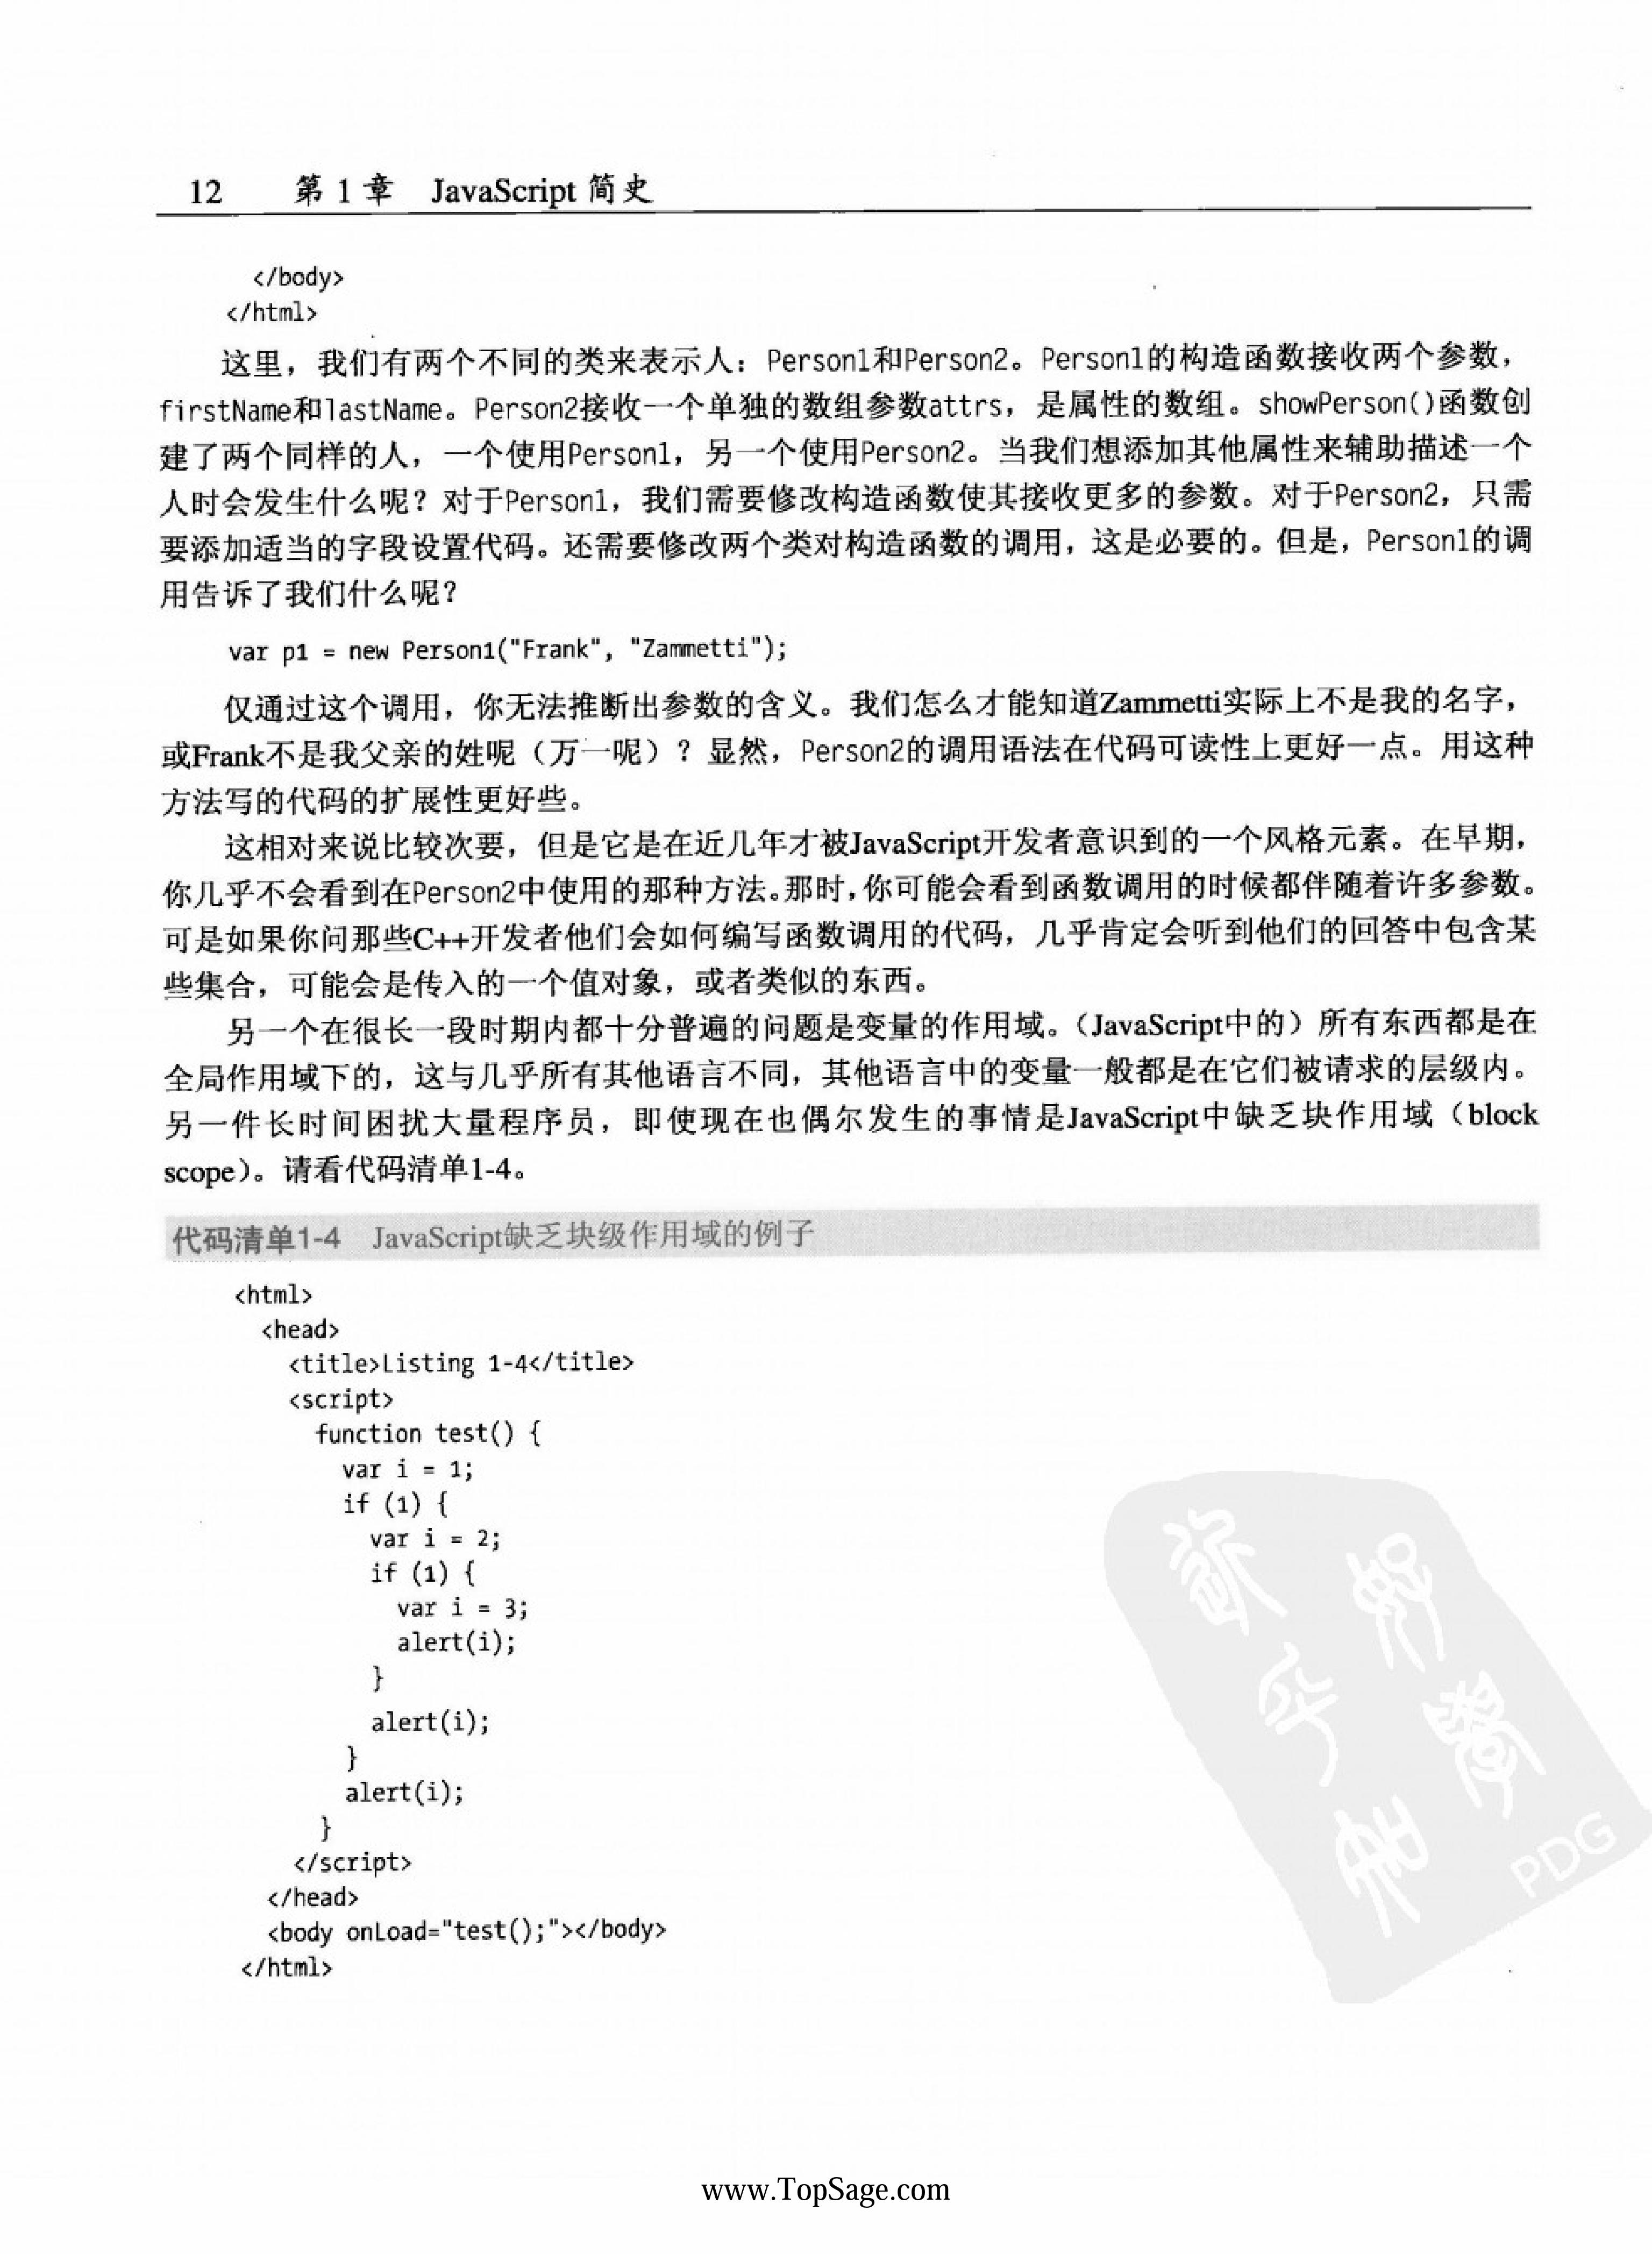 12 第 1 章 JavaScript 简史
</body>
</html>
这里，我们有两个不同的类来表示人：Person1和Person2。Person1的构造函数接收两个参数，
firstName和lastName。Person2接收一个单独的数组参数attrs，是属性的数组。showPerson()函数创
建了两个同样的人，一个使用Person1，另一个使用Person2。当我们想添加其他属性来辅助描述一个
人时会发生什么呢？对于Person1，我们需要修改构造函数使其接收更多的参数。对于Person2，只需
要添加适当的字段设置代码。还需要修改两个类对构造函数的调用，这是必要的。但是，Person1的调
用告诉了我们什么呢？
var p1 = new Person1("Frank", "Zammetti");
仅通过这个调用，你无法推断出参数的含义。我们怎么才能知道Zammetti实际上不是我的名字，
或Frank不是我父亲的姓呢（万一呢）？显然，Person2的调用语法在代码可读性上更好一点。用这种
方法写的代码的扩展性更好些。
这相对来说比较次要，但是它是在近几年才被JavaScript开发者意识到的一个风格元素。在早期，
你几乎不会看到在Person2中使用的那种方法。那时，你可能会看到函数调用的时候都伴随着许多参数。
可是如果你问那些C++开发者他们会如何编写函数调用的代码，几乎肯定会听到他们的回答中包含某
些集合，可能会是传入的一个值对象，或者类似的东西。
另一个在很长一段时期内都十分普遍的问题是变量的作用域。（JavaScript中的）所有东西都是在
全局作用域下的，这与几乎所有其他语言不同，其他语言中的变量一般都是在它们被请求的层级内。
另一件长时间困扰大量程序员，即使现在也偶尔发生的事情是JavaScript中缺乏块作用域（block
scope）。请看代码清单1-4。
代码清单1-4 JavaScript缺乏块级作用域的例子
<html>
<head>
<title>Listing 1-4</title>
<script>
function test() {
var i = 1;
if (1) {
var i = 2;
if (1) {
var i = 3;
alert(i);
}
alert(i);
}
alert(i);
}
</script>
</head>
<body onLoad="test();"></body>
</html>
PDG
www.TopSage.com